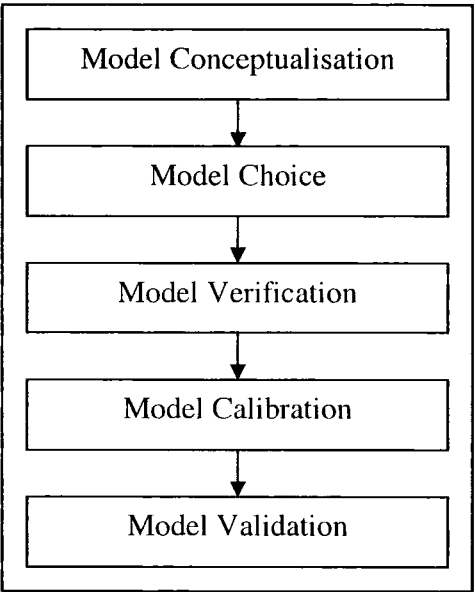 Model Conceptualisation
Model Choice
Model Verification
Model Calibration
Model Validation